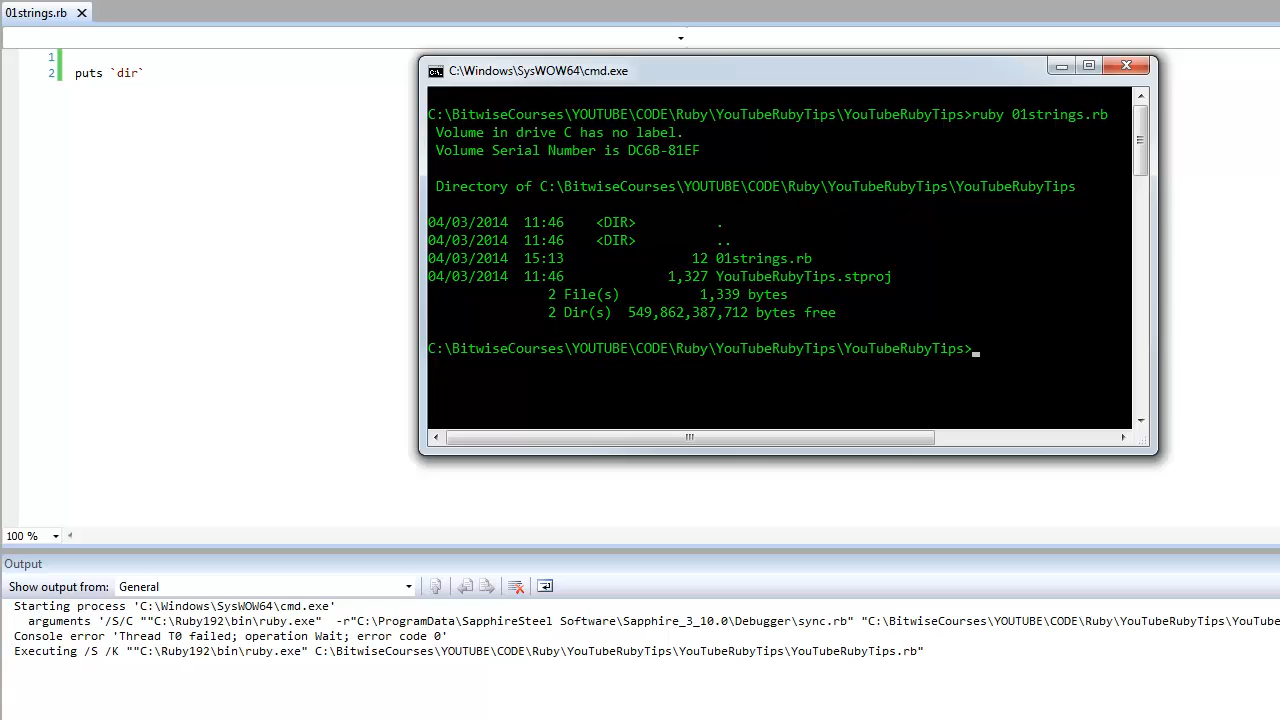 01strings.rb
1
2 puts `dir`
C:\Windows\SysWOW64\cmd.exe
C:\BitwiseCourses\YOUTUBE\CODE\Ruby\YouTubeRubyTips\YouTubeRubyTips>ruby 01strings.rb
Volume in drive C has no label.
Volume Serial Number is DC6B-81EF
Directory of C:\BitwiseCourses\YOUTUBE\CODE\Ruby\YouTubeRubyTips\YouTubeRubyTips
04/03/2014 11:46 <DIR> .
04/03/2014 11:46 <DIR> ..
04/03/2014 15:13 12 01strings.rb
04/03/2014 11:46 1,327 YouTubeRubyTips.stproj
2 File(s) 1,339 bytes
2 Dir(s) 549,862,387,712 bytes free
C:\BitwiseCourses\YOUTUBE\CODE\Ruby\YouTubeRubyTips\YouTubeRubyTips>
100 %
Output
Show output from: General
Starting process 'C:\Windows\SysWOW64\cmd.exe'
arguments '/S/C ""C:\Ruby192\bin\ruby.exe" -r"C:\ProgramData\SapphireSteel Software\Sapphire_3_10.0\Debugger\sync.rb" "C:\BitwiseCourses\YOUTUBE\CODE\Ruby\YouTubeRubyTips\YouTube
Console error 'Thread T0 failed; operation Wait; error code 0'
Executing /S /K ""C:\Ruby192\bin\ruby.exe" C:\BitwiseCourses\YOUTUBE\CODE\Ruby\YouTubeRubyTips\YouTubeRubyTips\YouTubeRubyTips.rb"